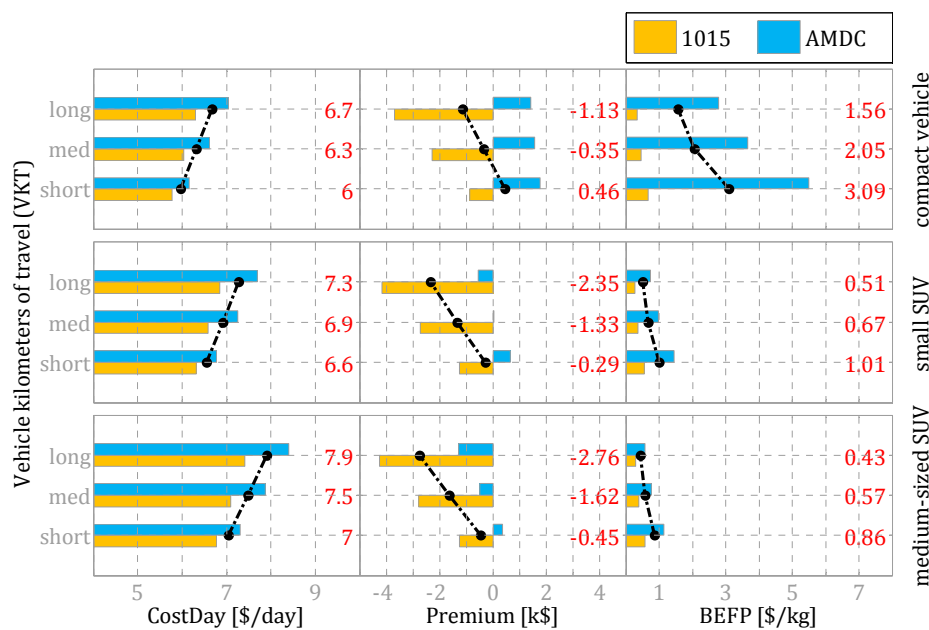 1015 AMDC
Vehicle kilometers of travel (VKT)
long 6.7 -1.13 1.56
med 6.3 -0.35 2.05
short 6 0.46 3.09
compact vehicle
long 7.3 -2.35 0.51
med 6.9 -1.33 0.67
short 6.6 -0.29 1.01
small SUV
long 7.9 -2.76 0.43
med 7.5 -1.62 0.57
short 7 -0.45 0.86
medium-sized SUV
5 7 9 -4 -2 0 2 4 1 3 5 7
CostDay [$/day] Premium [k$] BEFP [$/kg]